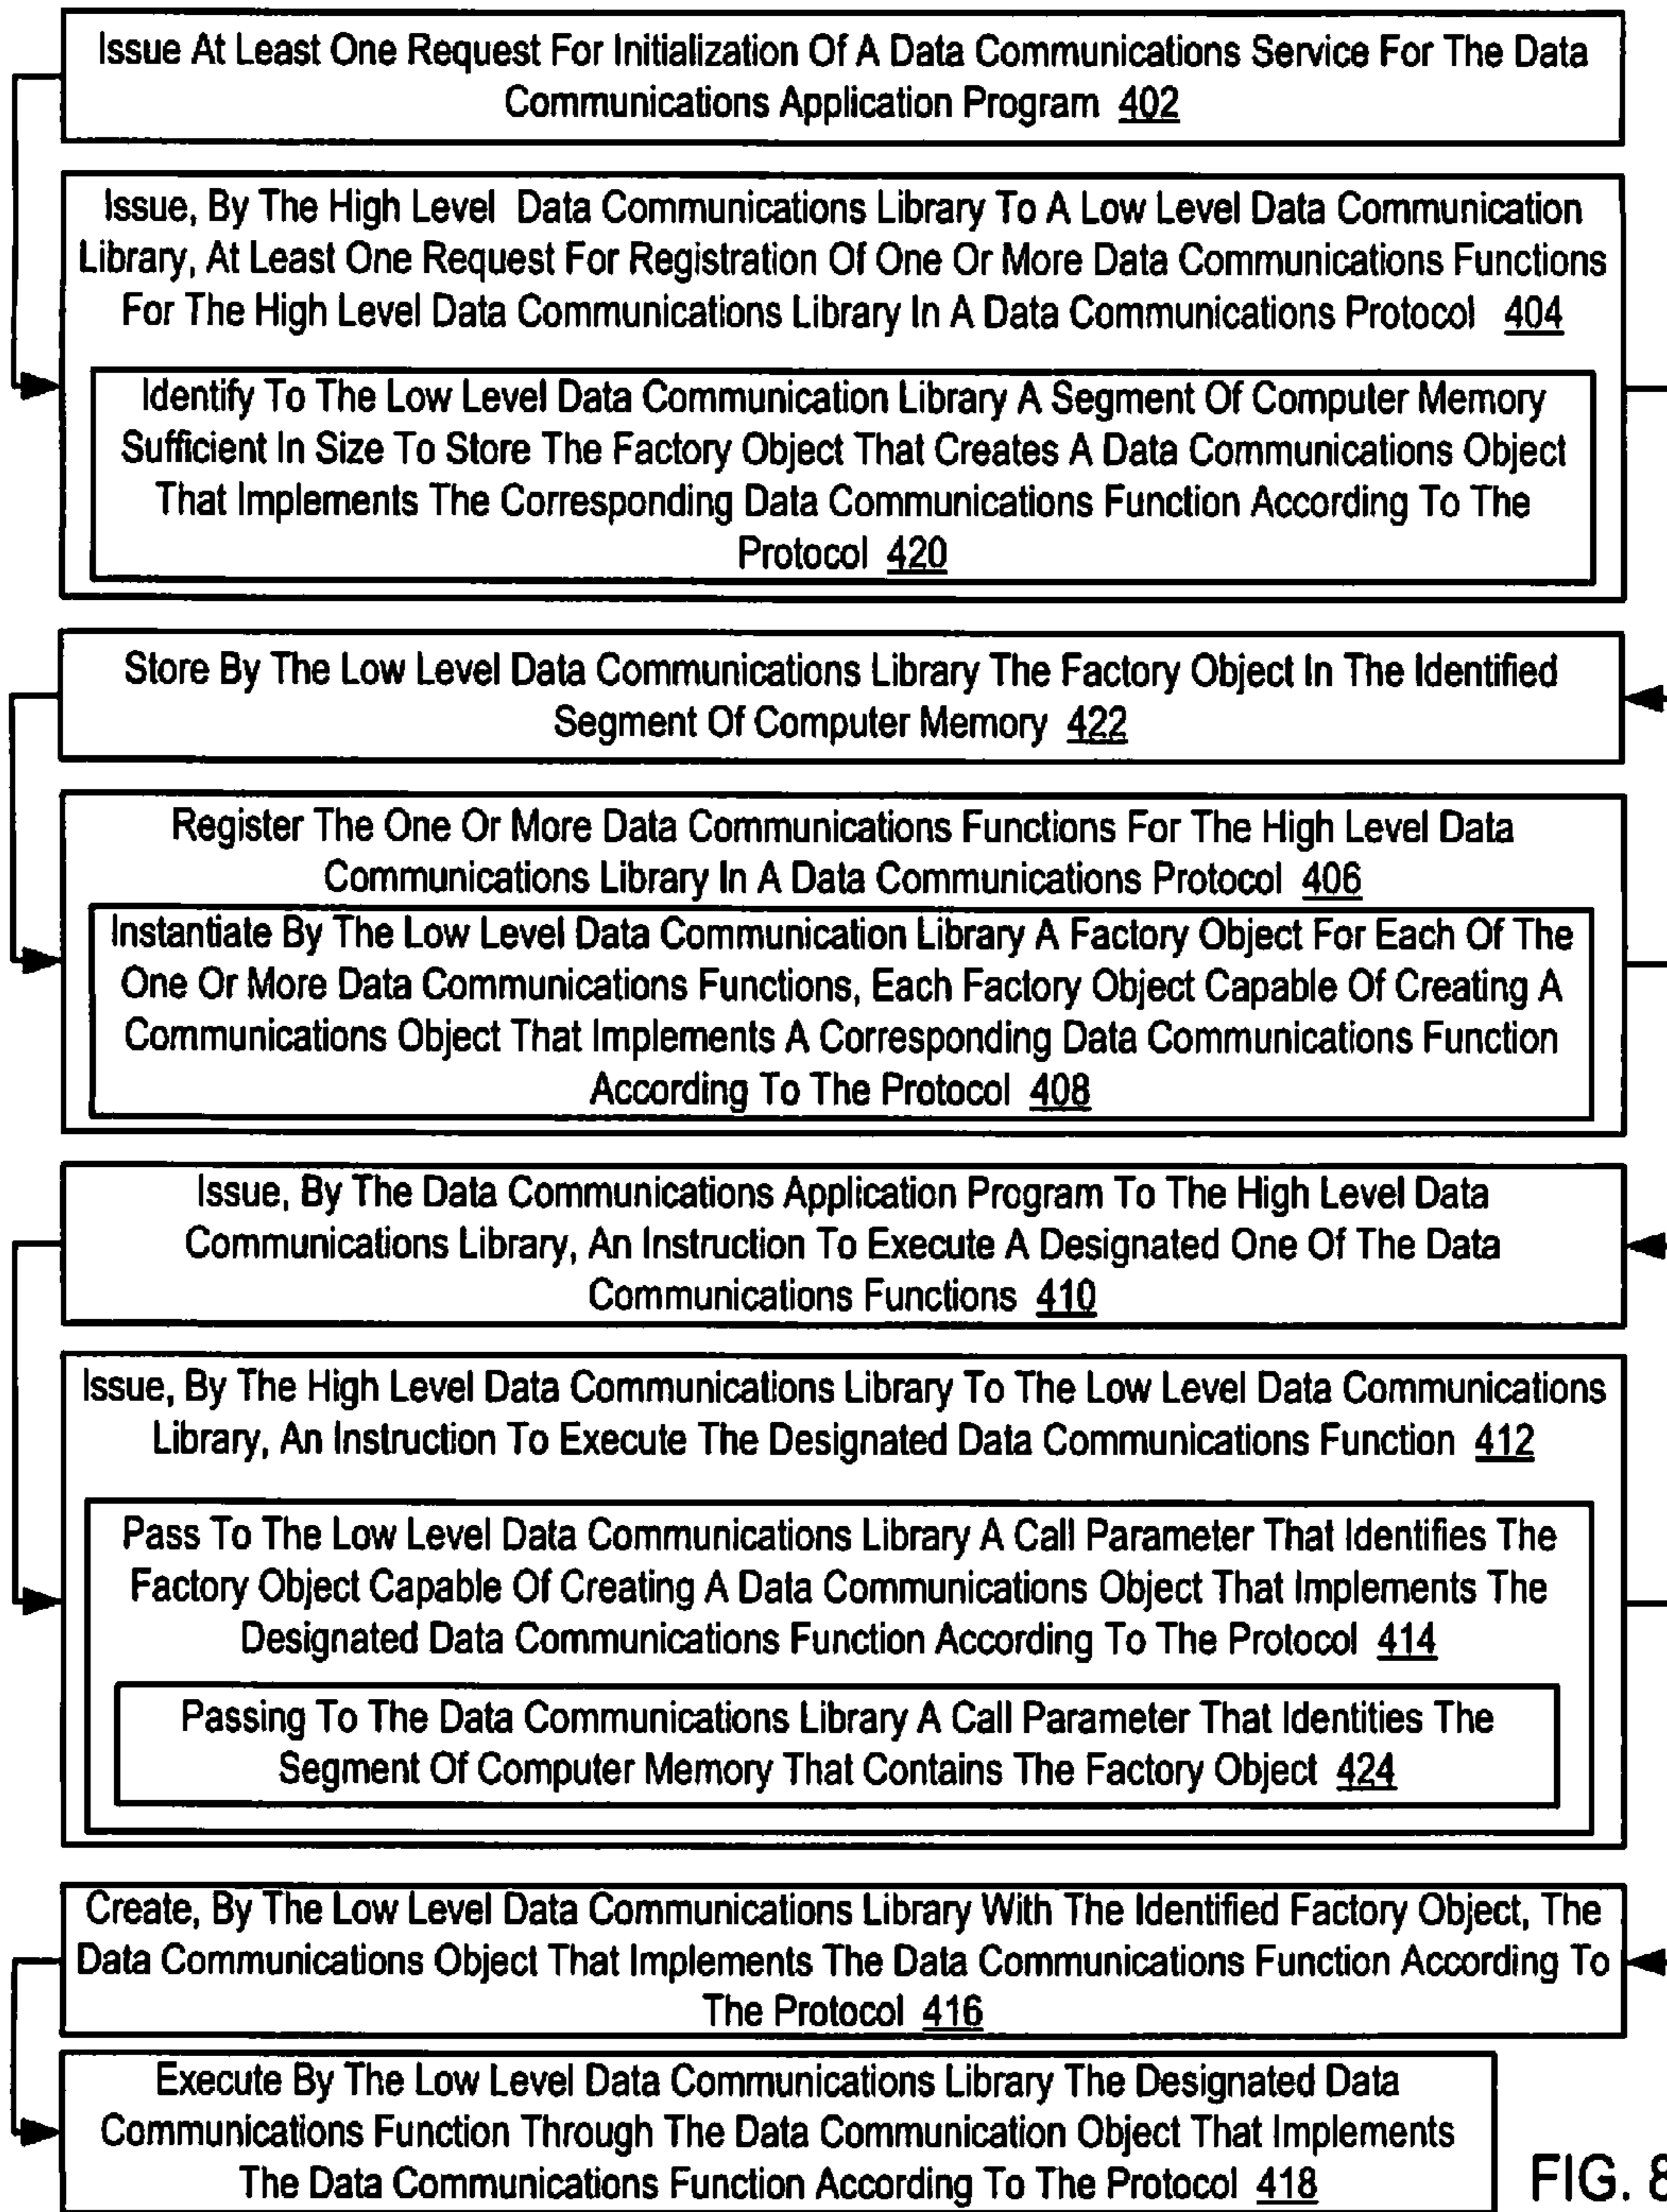 Issue At Least One Request For Initialization Of A Data Communications Service For The Data
Communications Application Program 402
Issue, By The High Level Data Communications Library To A Low Level Data Communication
Library, At Least One Request For Registration Of One Or More Data Communications Functions
For The High Level Data Communications Library In A Data Communications Protocol 404
Identify To The Low Level Data Communication Library A Segment Of Computer Memory
Sufficient In Size To Store The Factory Object That Creates A Data Communications Object
That Implements The Corresponding Data Communications Function According To The
Protocol 420
Store By The Low Level Data Communications Library The Factory Object In The Identified
Segment Of Computer Memory 422
Register The One Or More Data Communications Functions For The High Level Data
Communications Library In A Data Communications Protocol 406
Instantiate By The Low Level Data Communication Library A Factory Object For Each Of The
One Or More Data Communications Functions, Each Factory Object Capable Of Creating A
Communications Object That Implements A Corresponding Data Communications Function
According To The Protocol 408
Issue, By The Data Communications Application Program To The High Level Data
Communications Library, An Instruction To Execute A Designated One Of The Data
Communications Functions 410
Issue, By The High Level Data Communications Library To The Low Level Data Communications
Library, An Instruction To Execute The Designated Data Communications Function 412
Pass To The Low Level Data Communications Library A Call Parameter That Identifies The
Factory Object Capable Of Creating A Data Communications Object That Implements The
Designated Data Communications Function According To The Protocol 414
Passing To The Data Communications Library A Call Parameter That Identities The
Segment Of Computer Memory That Contains The Factory Object 424
Create, By The Low Level Data Communications Library With The Identified Factory Object, The
Data Communications Object That Implements The Data Communications Function According To
The Protocol 416
Execute By The Low Level Data Communications Library The Designated Data
Communications Function Through The Data Communication Object That Implements
The Data Communications Function According To The Protocol 418
FIG. 8